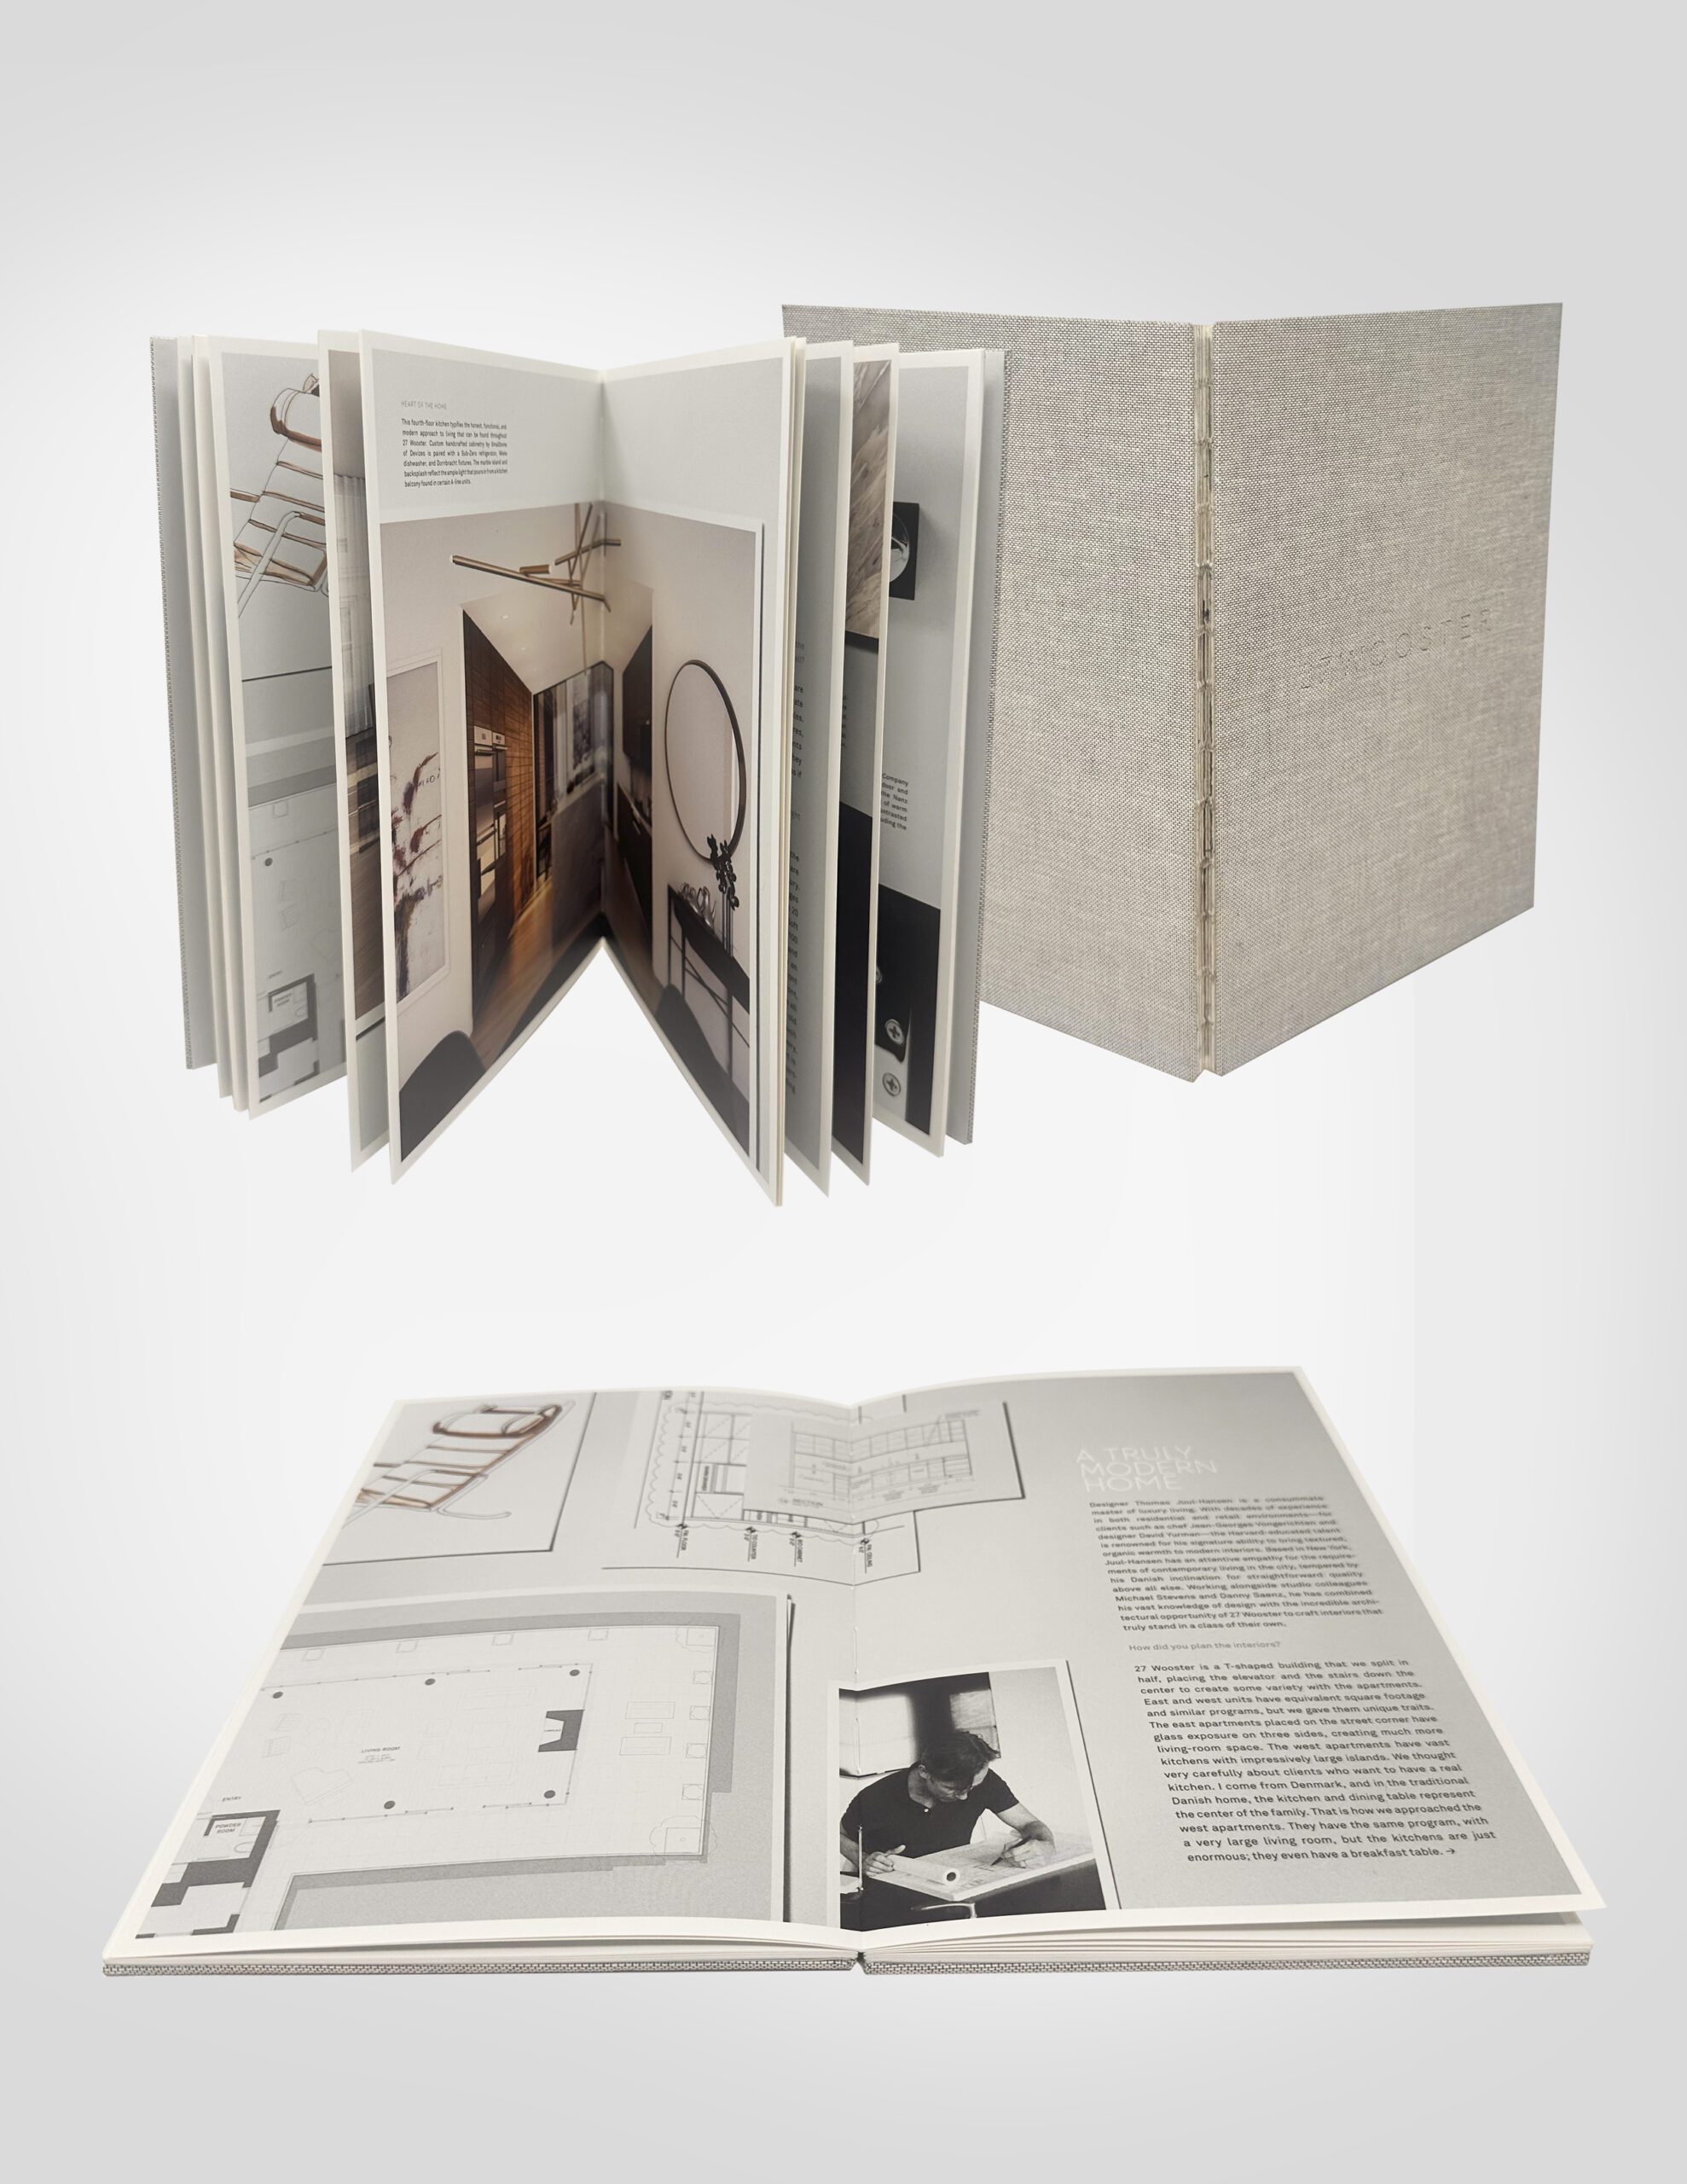 HEART OF THE HOME
This fourth-floor kitchen typifies the honest, functional, and
modern approach to living that can be found throughout
27 Wooster. Custom handcrafted cabinetry by Smallbone
of Devizes is paired with a Sub-Zero refrigerator, Miele
dishwasher, and Dornbracht fixtures. The marble island and
backsplash reflect the ample light that pours in from a kitchen
balcony found in certain A-line units.
Company
door and
the Nanz
of warm
ntrasted
uding the
27 WOOSTER
SECTION
LIVING ROOM
ENTRY
POWDER
ROOM
A TRULY
MODERN
HOME
Designer Thomas Juul-Hansen is a consummate
master of luxury living. With decades of experience
in both residential and retail environments—for
clients such as chef Jean-Georges Vongerichten and
designer David Yurman—the Harvard-educated talent
is renowned for his signature ability to bring textured,
organic warmth to modern interiors. Based in New York,
Juul-Hansen has an attentive empathy for the require-
ments of contemporary living in the city, tempered by
his Danish inclination for straightforward quality
above all else. Working alongside studio colleagues
Michael Stevens and Danny Saenz, he has combined
his vast knowledge of design with the incredible archi-
tectural opportunity of 27 Wooster to craft interiors that
truly stand in a class of their own.
How did you plan the interiors?
27 Wooster is a T-shaped building that we split in
half, placing the elevator and the stairs down the
center to create some variety with the apartments.
East and west units have equivalent square footage
and similar programs, but we gave them unique traits.
The east apartments placed on the street corner have
glass exposure on three sides, creating much more
living-room space. The west apartments have vast
kitchens with impressively large islands. We thought
very carefully about clients who want to have a real
kitchen. I come from Denmark, and in the traditional
Danish home, the kitchen and dining table represent
the center of the family. That is how we approached the
west apartments. They have the same program, with
a very large living room, but the kitchens are just
enormous; they even have a breakfast table. →